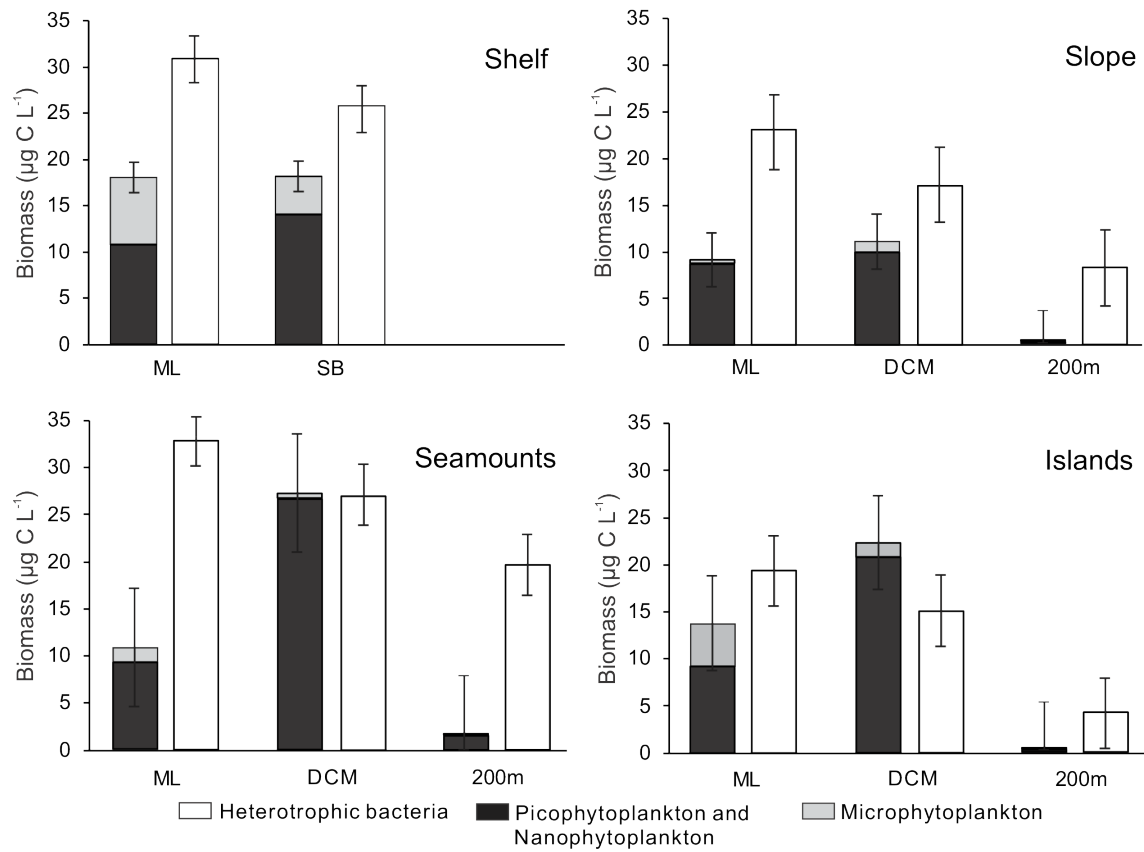 Shelf
Biomass (µg C L⁻¹)
35
30
25
20
15
10
5
0
ML SB
Slope
Biomass (µg C L⁻¹)
35
30
25
20
15
10
5
0
ML DCM 200m
Seamounts
Biomass (µg C L⁻¹)
35
30
25
20
15
10
5
0
ML DCM 200m
Islands
Biomass (µg C L⁻¹)
35
30
25
20
15
10
5
0
ML DCM 200m
Heterotrophic bacteria
Picophytoplankton and
Nanophytoplankton
Microphytoplankton